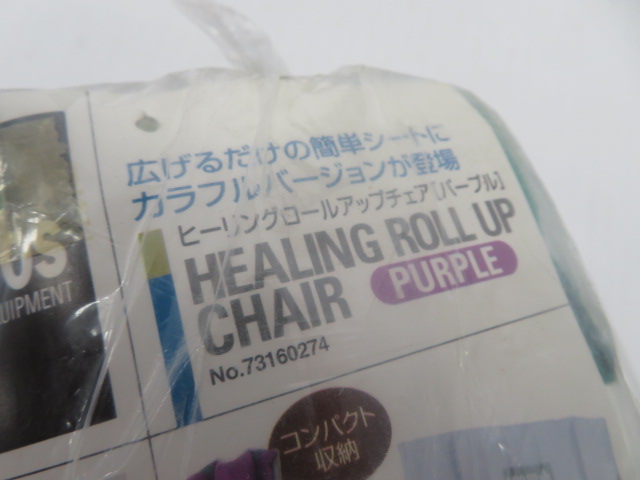 広げるだけの簡単シートに
カラフルバージョンが登場
ヒーリングロールアップチェア[パープル]
HEALING ROLL UP
CHAIR PURPLE
No.73160274
コンパクト
収納